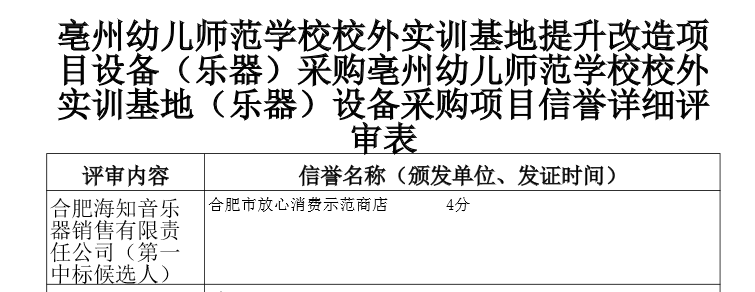 亳州幼儿师范学校校外实训基地提升改造项
目设备（乐器）采购亳州幼儿师范学校校外
实训基地（乐器）设备采购项目信誉详细评
审表
评审内容 信誉名称（颁发单位、发证时间）
合肥海知音乐 合肥市放心消费示范商店 4分
器销售有限责
任公司（第一
中标候选人）